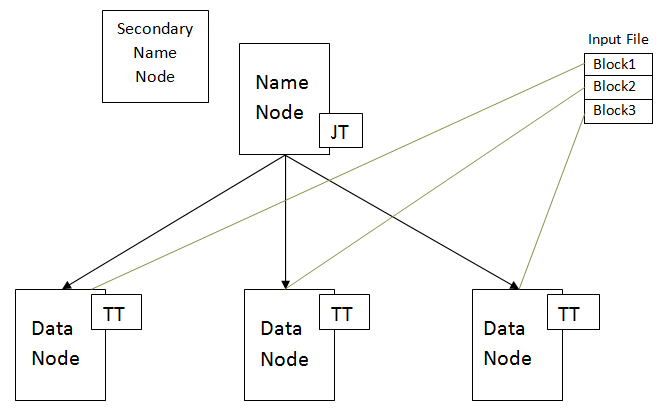 Secondary
Name
Node
Name
Node
JT
Input File
Block1
Block2
Block3
Data
Node
TT
Data
Node
TT
Data
Node
TT